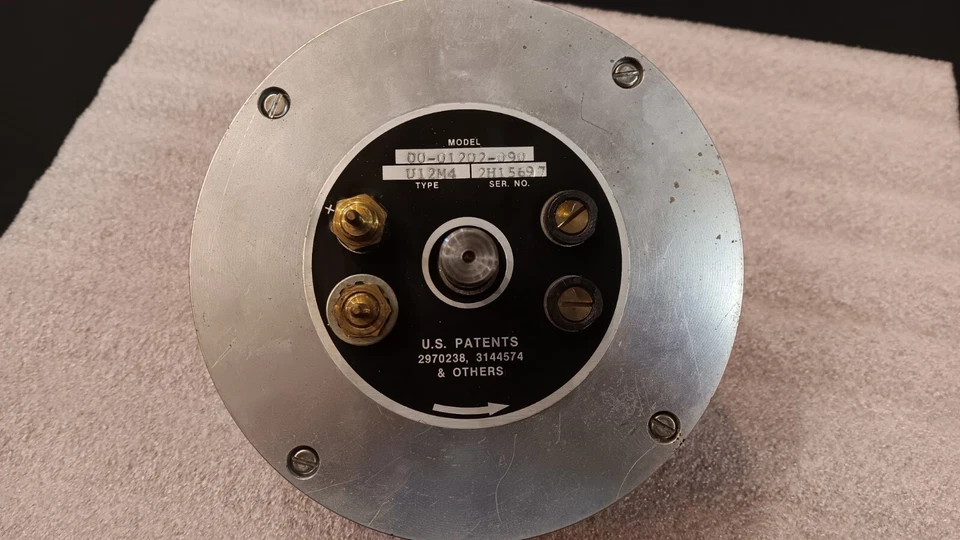 MODEL
00-01202-090
U12M4 2H15697
TYPE SER. NO.
+
U.S. PATENTS
2970238, 3144574
& OTHERS